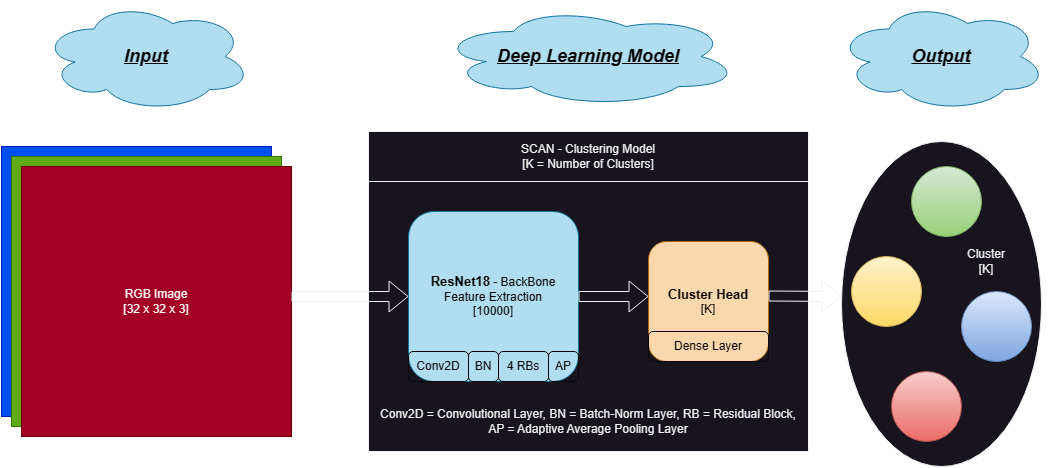 Input
Deep Learning Model
Output
RGB Image
[32 x 32 x 3]
SCAN - Clustering Model
[K = Number of Clusters]
ResNet18 - BackBone
Feature Extraction
[10000]
Conv2D
BN
4 RBs
AP
Cluster Head
[K]
Dense Layer
Conv2D = Convolutional Layer, BN = Batch-Norm Layer, RB = Residual Block,
AP = Adaptive Average Pooling Layer
Cluster
[K]